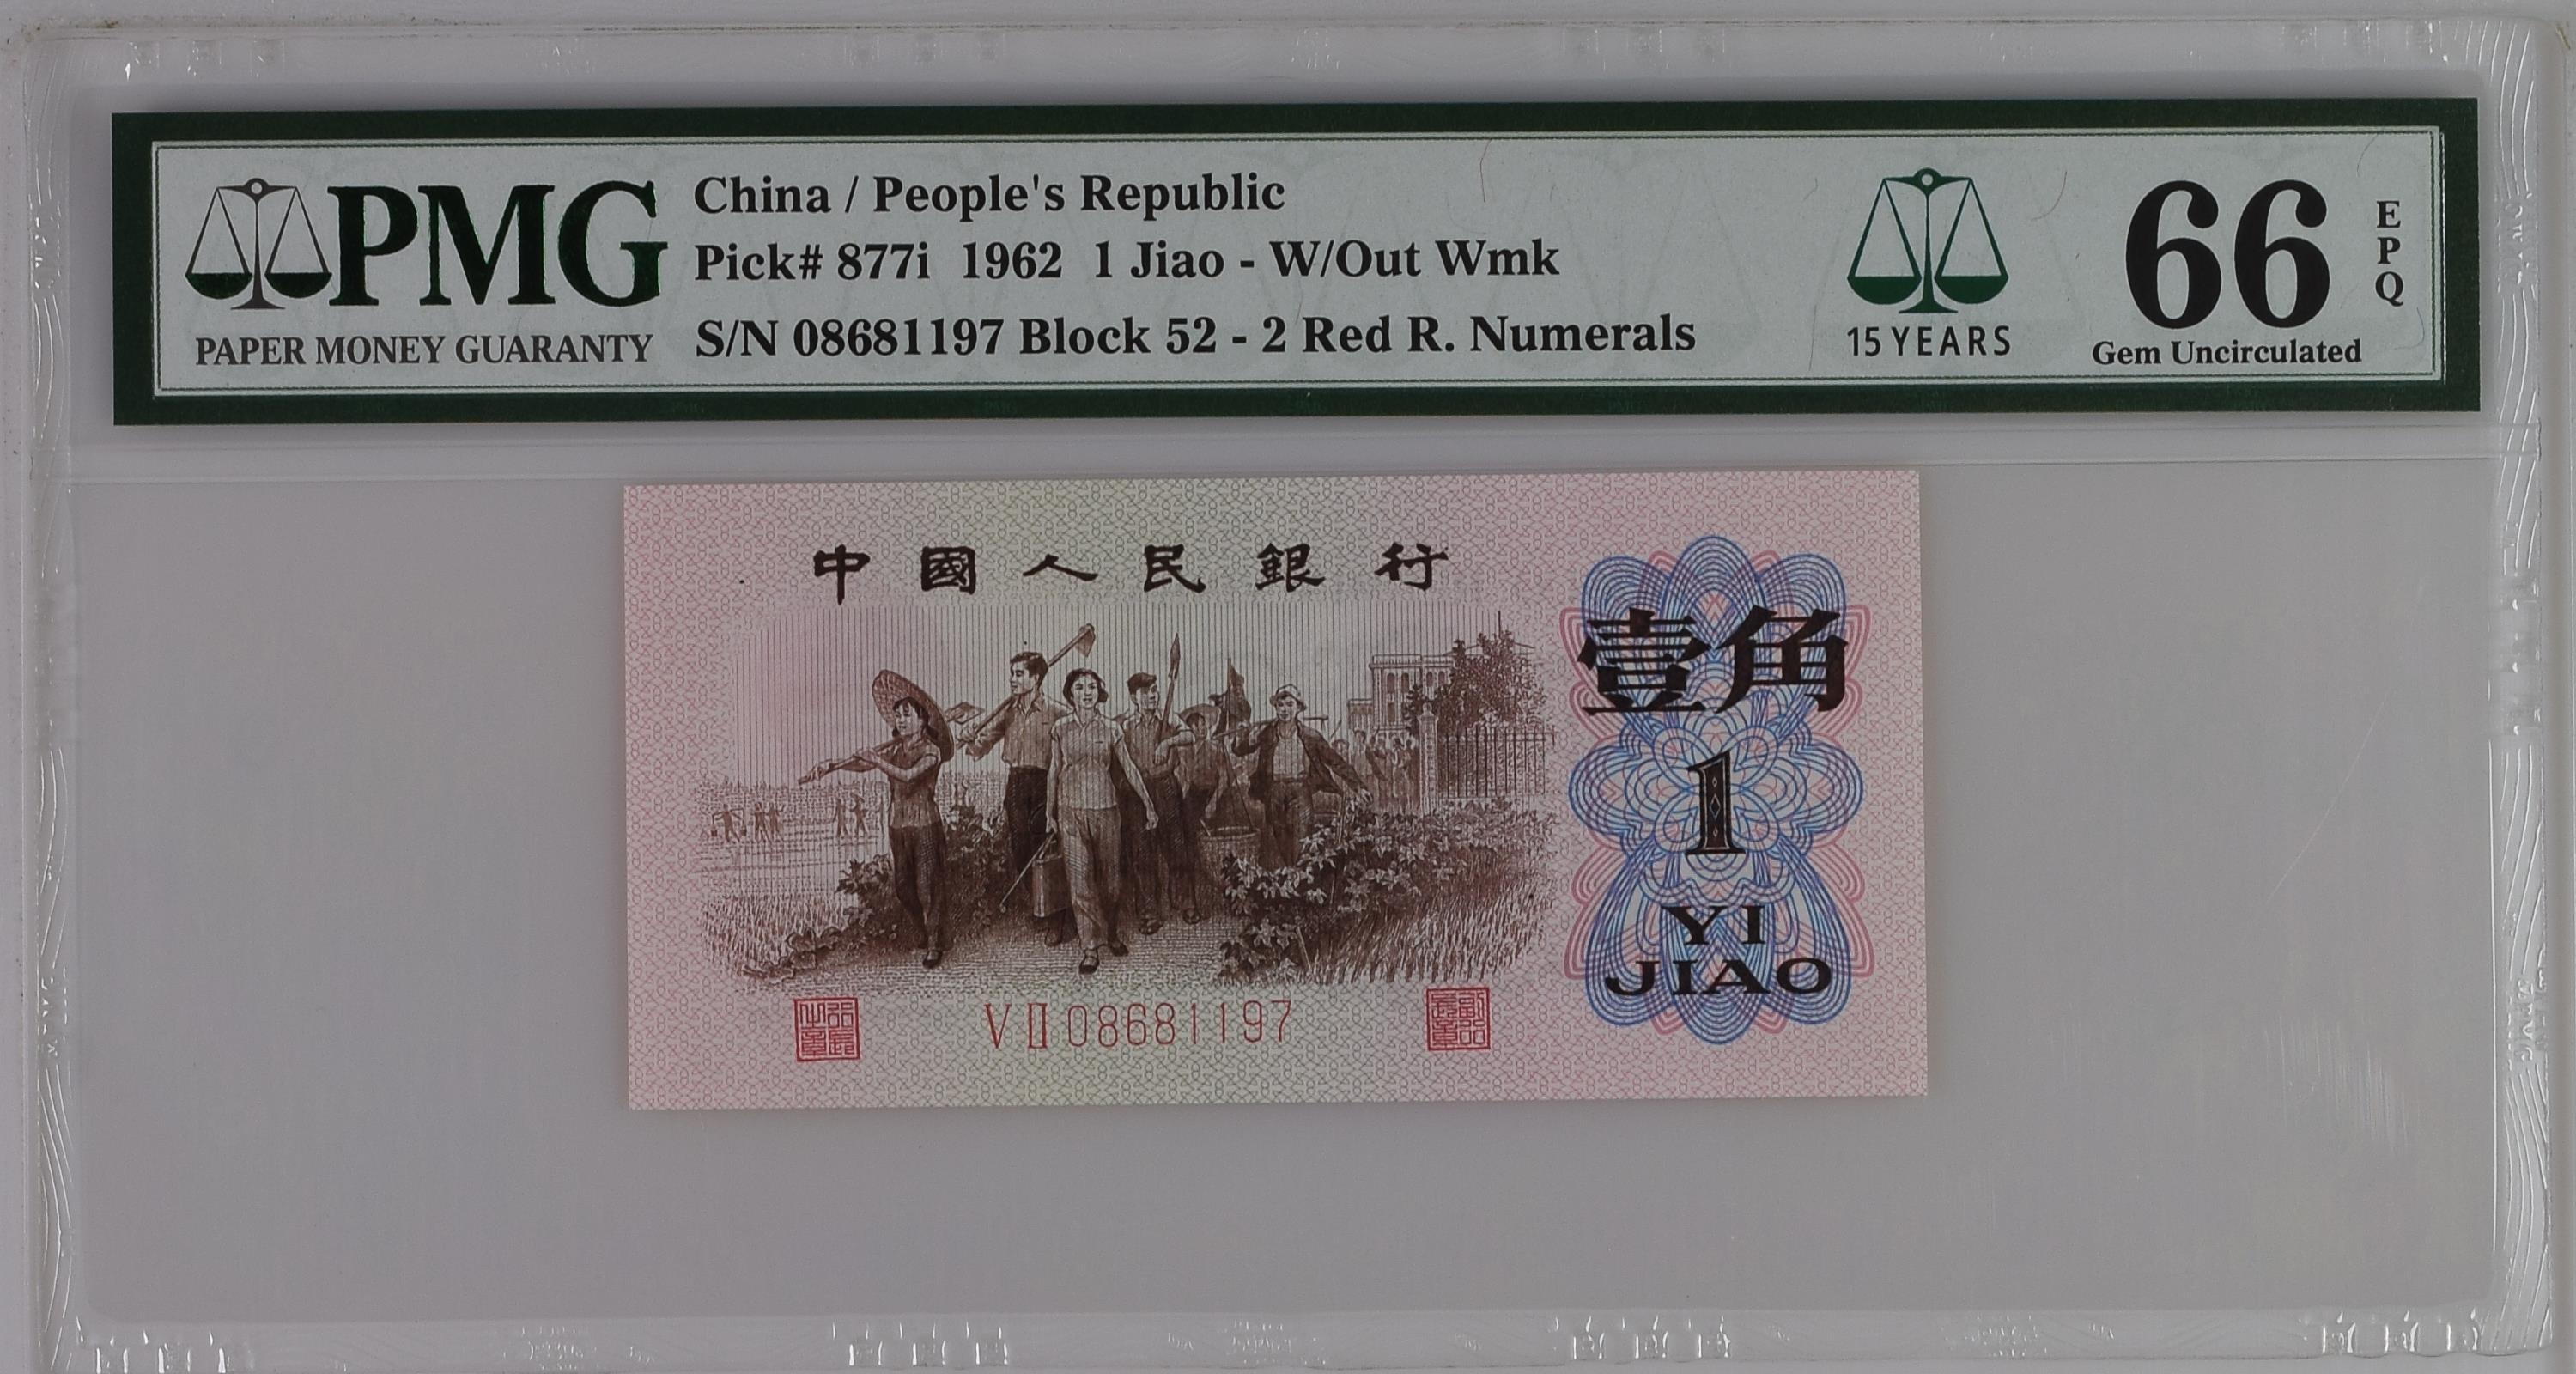 PMG
PAPER MONEY GUARANTY
China / People's Republic
Pick# 877i 1962 1 Jiao - W/Out Wmk
S/N 08681197 Block 52 - 2 Red R. Numerals
15 YEARS
66
EPQ
Gem Uncirculated
中國人民銀行
壹角
1
YI
JIAO
VⅡ 08681197